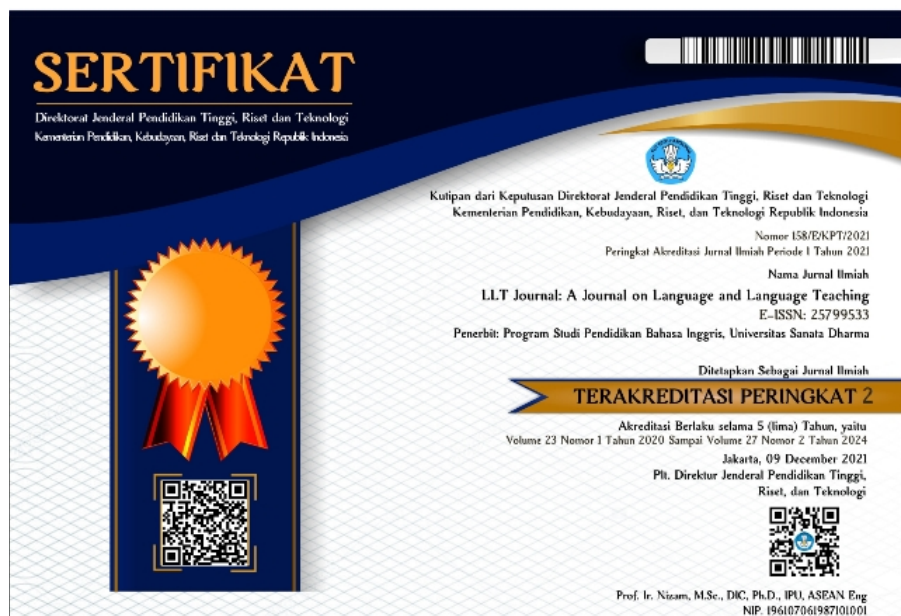 SERTIFIKAT
Direktorat Jenderal Pendidikan Tinggi, Riset dan Teknologi
Kementerian Pendidikan, Kebudayaan, Riset dan Teknologi Republik Indonesia
Kutipan dari Keputusan Direktorat Jenderal Pendidikan Tinggi, Riset dan Teknologi
Kementerian Pendidikan, Kebudayaan, Riset, dan Teknologi Republik Indonesia
Nomor 158/E/KPT/2021
Peringkat Akreditasi Jurnal Ilmiah Periode 1 Tahun 2021
Nama Jurnal Ilmiah
LLT Journal: A Journal on Language and Language Teaching
E-ISSN: 25799533
Penerbit: Program Studi Pendidikan Bahasa Inggris, Universitas Sanata Dharma
Ditetapkan Sebagai Jurnal Ilmiah
TERAKREDITASI PERINGKAT 2
Akreditasi Berlaku selama 5 (lima) Tahun, yaitu
Volume 23 Nomor 1 Tahun 2020 Sampai Volume 27 Nomor 2 Tahun 2024
Jakarta, 09 December 2021
Plt. Direktur Jenderal Pendidikan Tinggi,
Riset, dan Teknologi
Prof. Ir. Nizam, M.Sc., DIC, Ph.D., IPU, ASEAN Eng
NIP. 196107061987101001